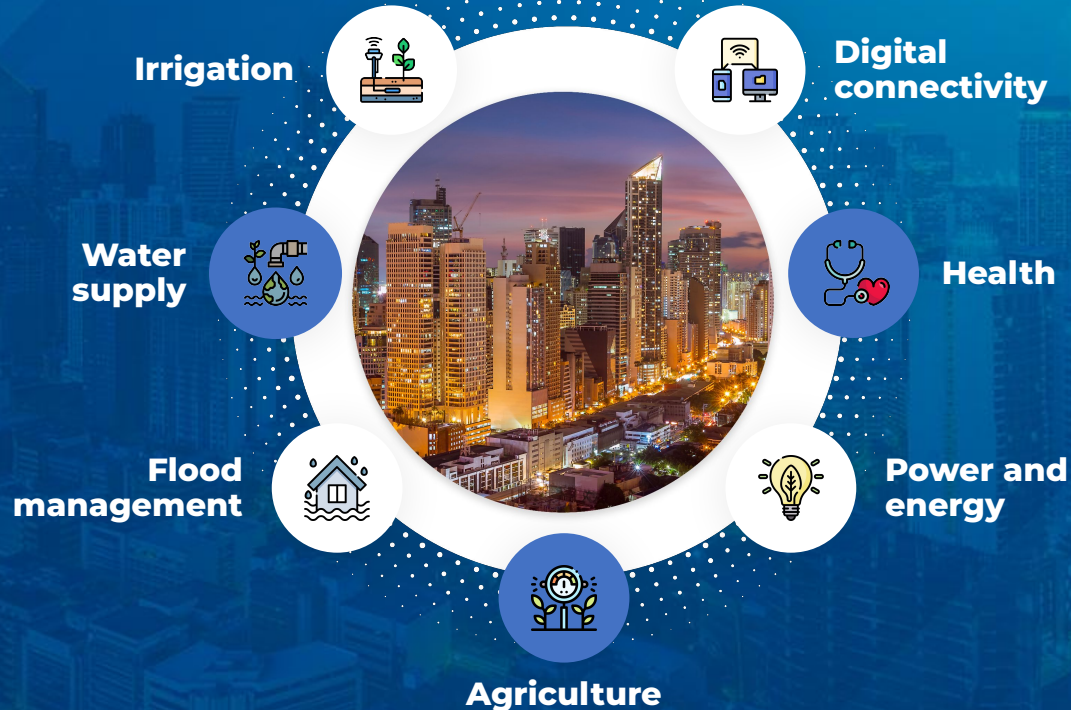 Irrigation
Digital
connectivity
Water
supply
Health
Flood
management
Power and
energy
Agriculture